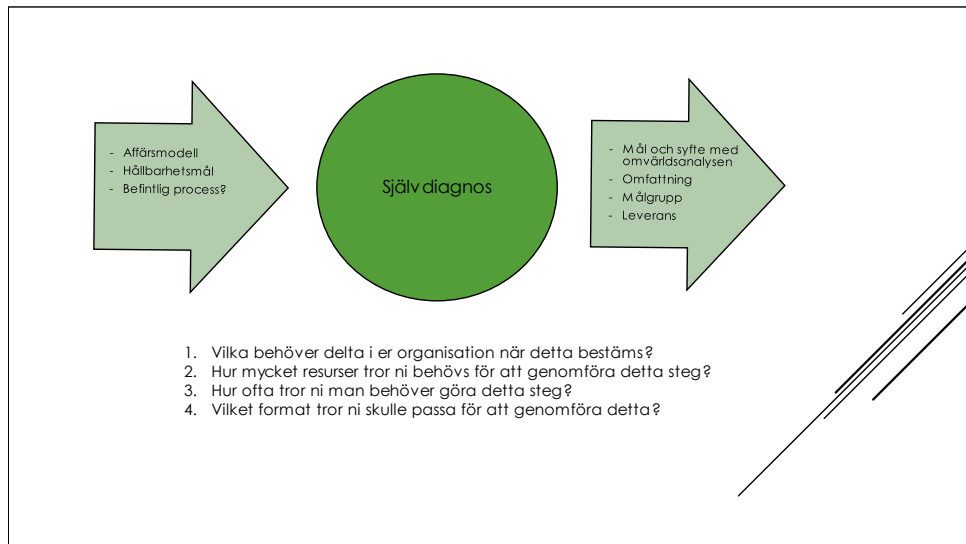 - Affärsmodell
- Hållbarhetsmål
- Befintlig process?
Självdiagnos
- Mål och syfte med
omvärldsanalysen
- Omfattning
- Målgrupp
- Leverans
1. Vilka behöver delta i er organisation när detta bestäms?
2. Hur mycket resurser tror ni behövs för att genomföra detta steg?
3. Hur ofta tror ni man behöver göra detta steg?
4. Vilket format tror ni skulle passa för att genomföra detta?